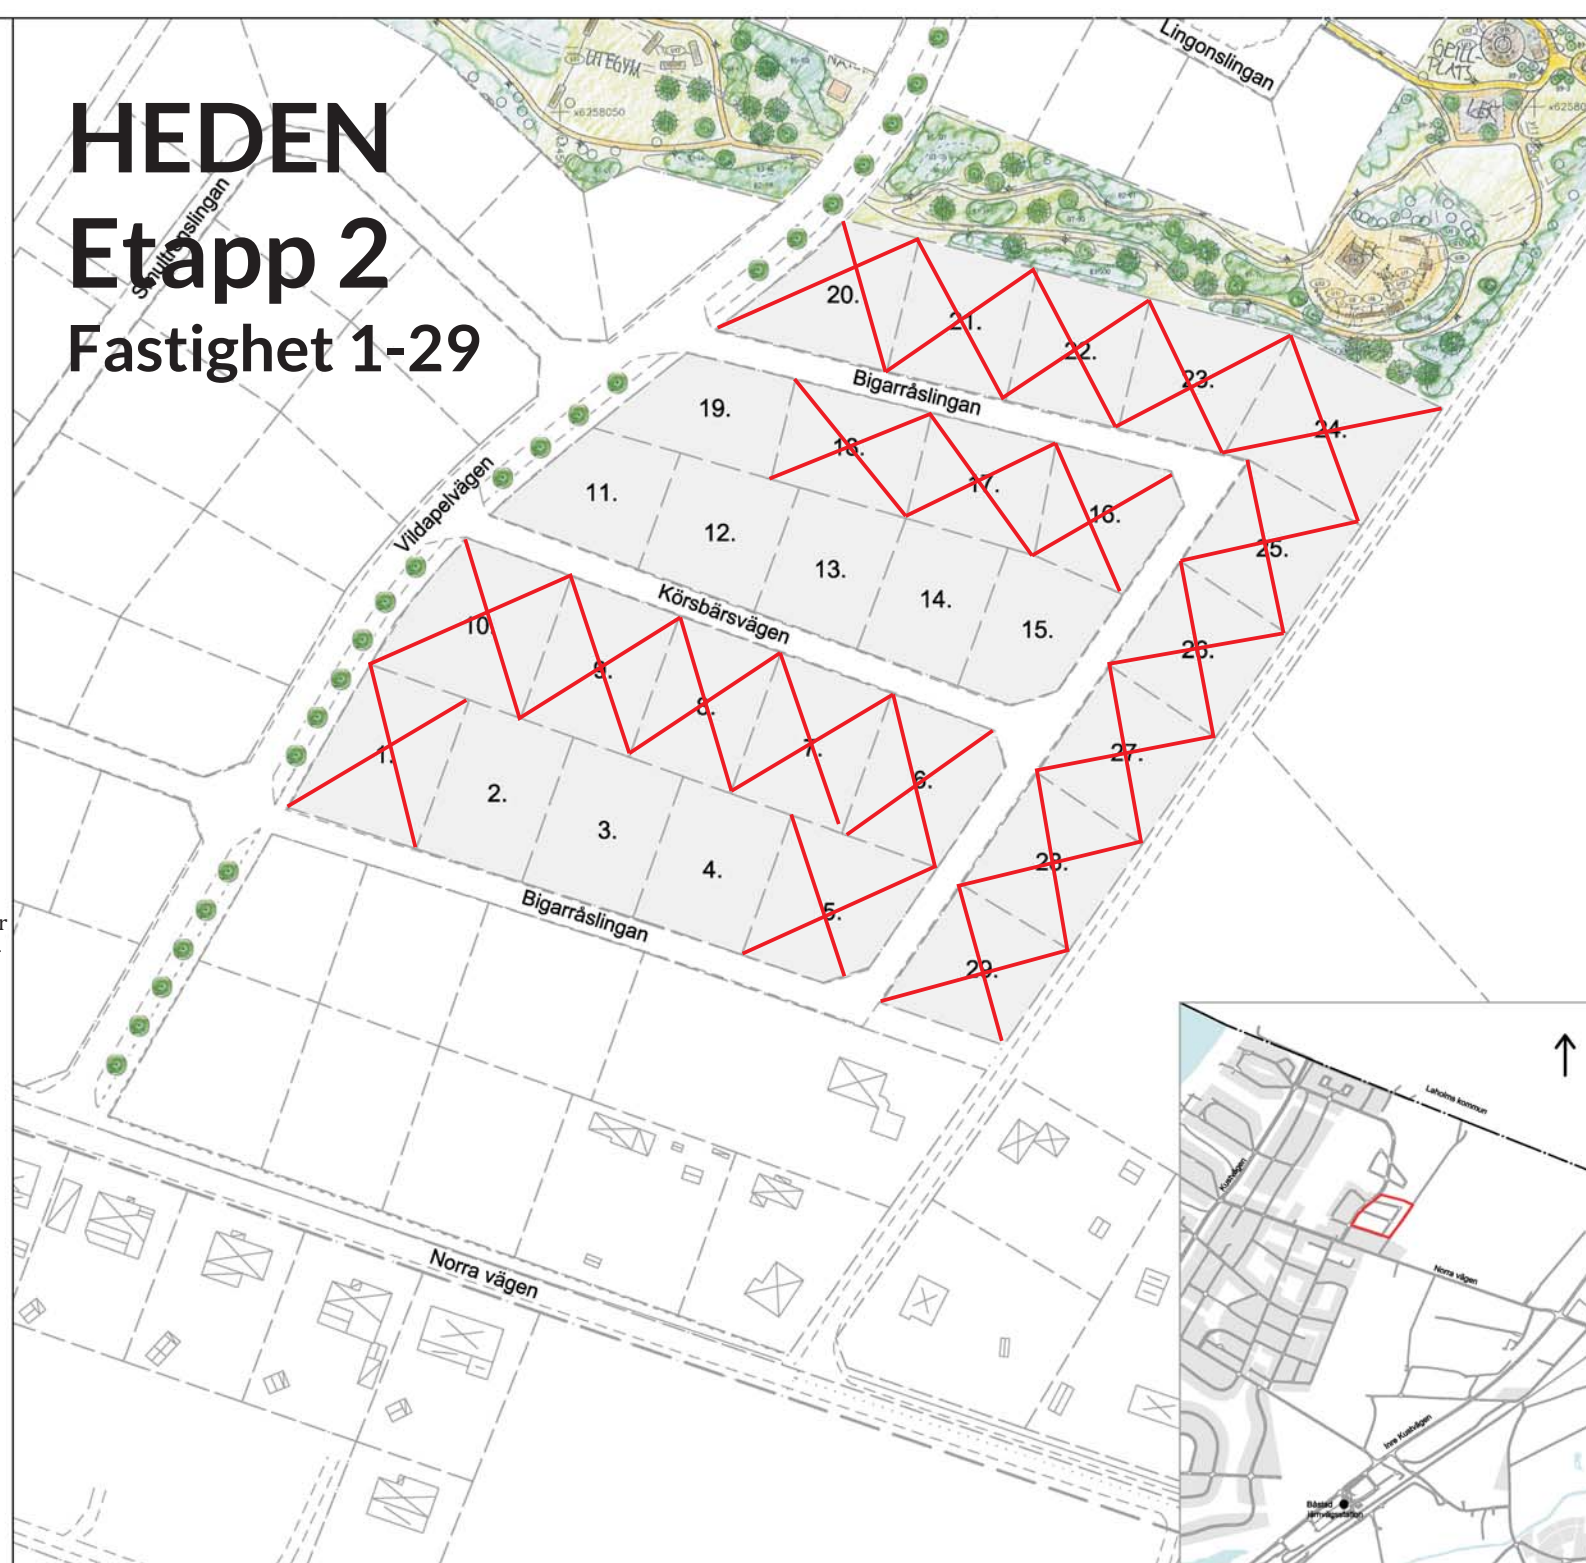 HEDEN
Etapp 2
Fastighet 1-29
Smultronslingan
Lingonslingan
UTEGYM
x6258050
20.
21.
22.
23.
24.
Bigarråslingan
19.
18.
17.
16.
25.
11.
12.
13.
14.
15.
26.
Vildapelvägen
Körsbärsvägen
10.
9.
8.
7.
6.
27.
1.
2.
3.
4.
5.
28.
29.
Bigarråslingan
Norra vägen
r
Laholms kommun
Kustvägen
Norra vägen
Inre Kustvägen
Båstad
järnvägsstation